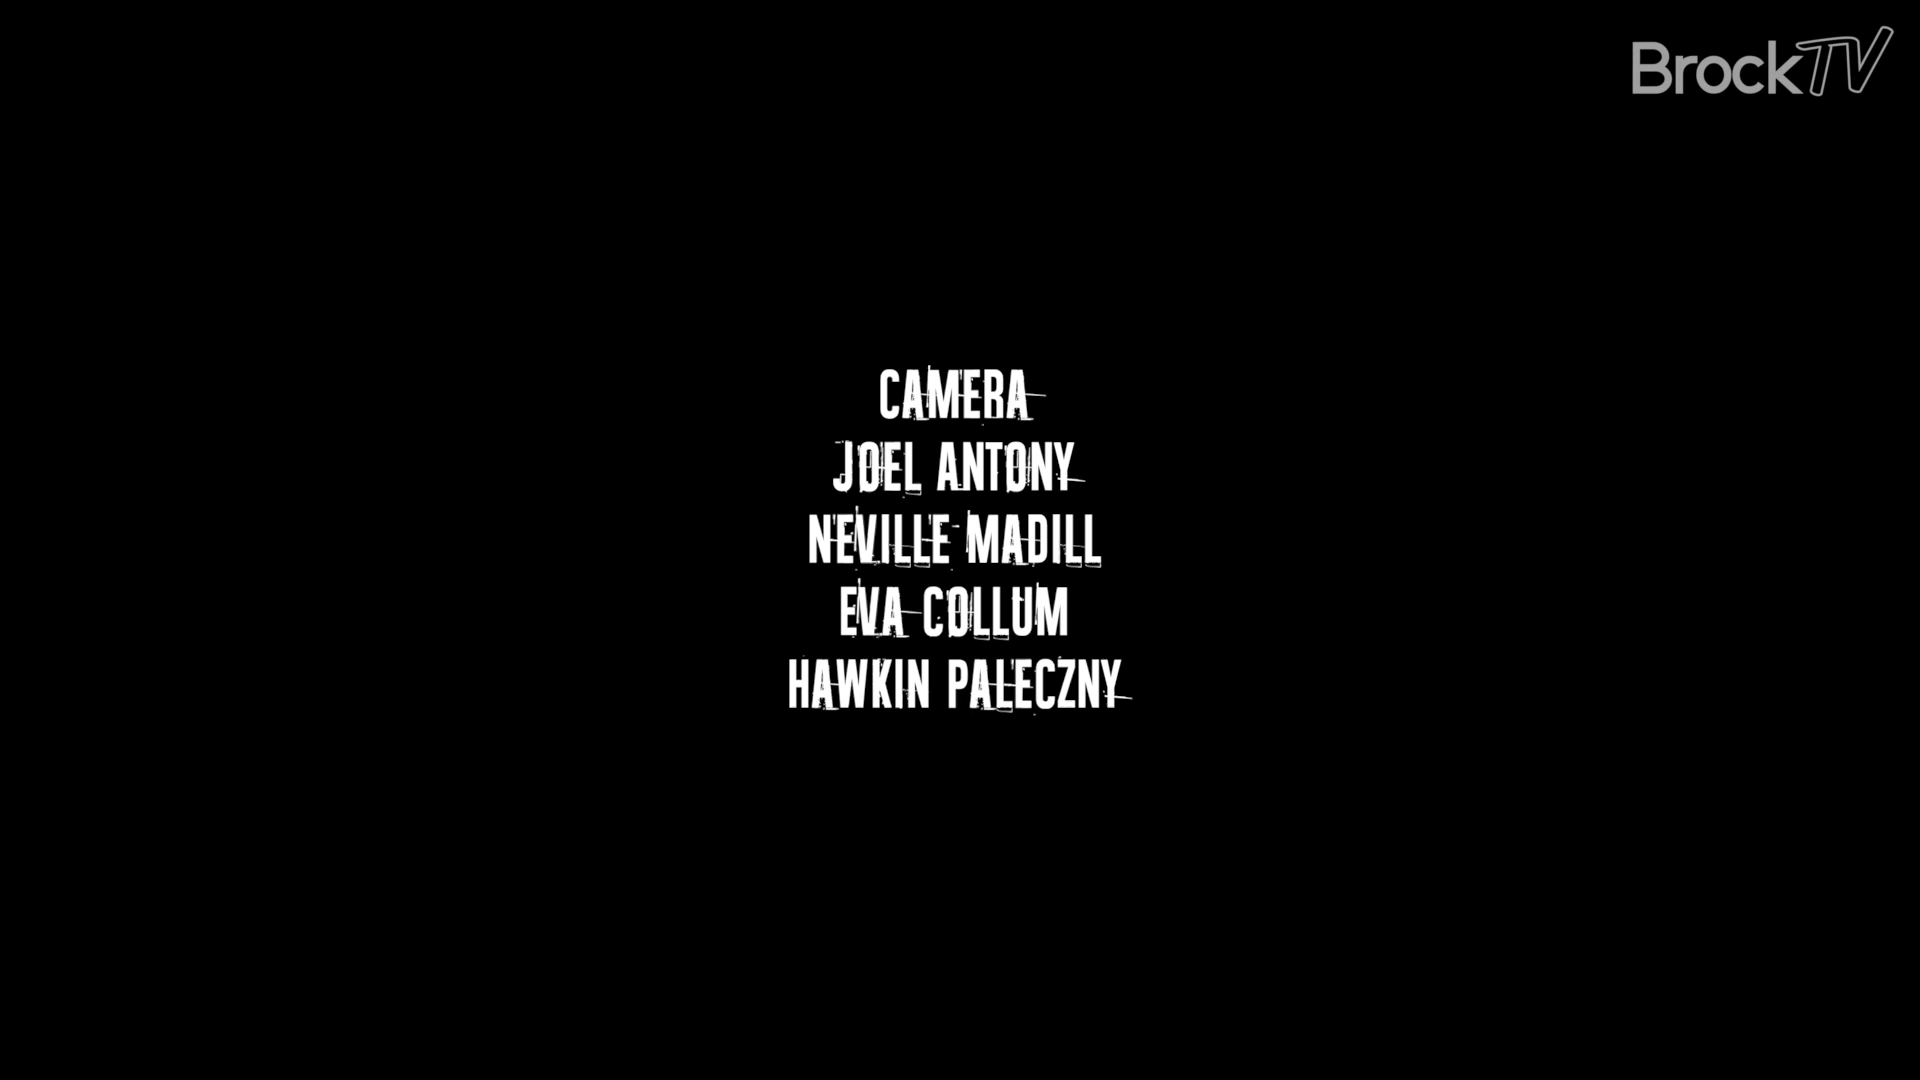 BrockTV
CAMERA
JOEL ANTONY
NEVILLE MADILL
EVA COLLUM
HAWKIN PALECZNY